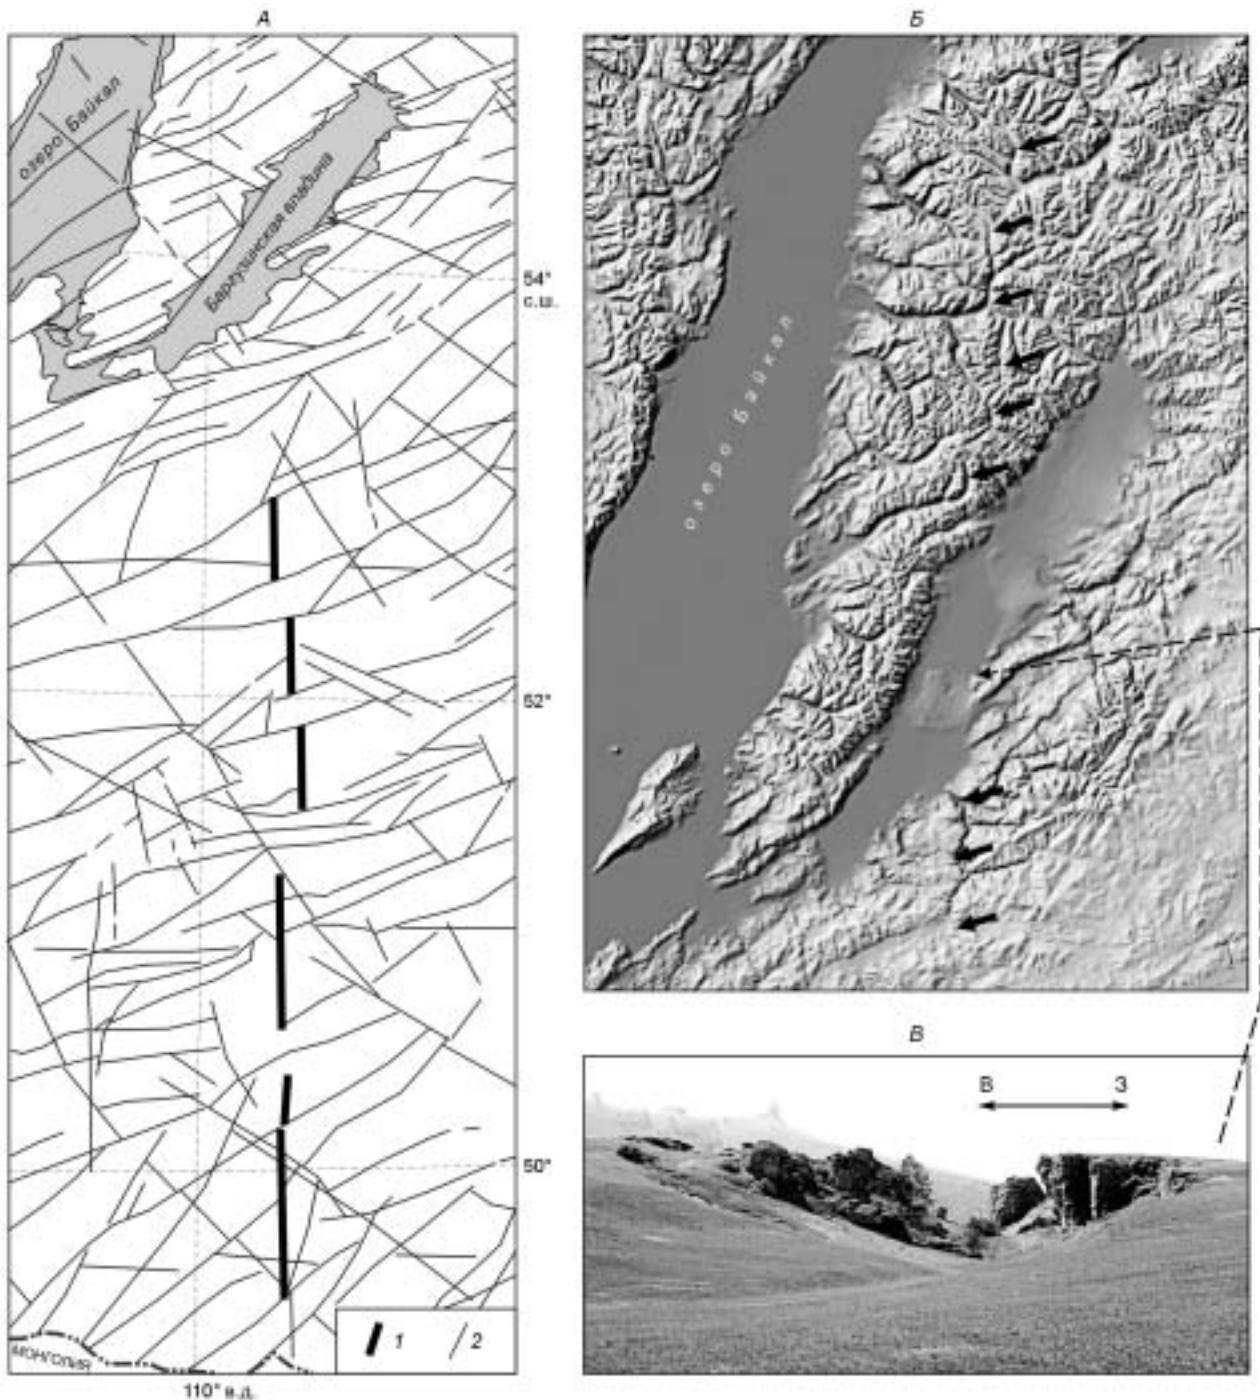 А
озеро Байкал
Баргузинская впадина
54°
с.ш.
52°
50°
МОНГОЛИЯ
1
2
110° в.д.
Б
озеро Байкал
В
В
З